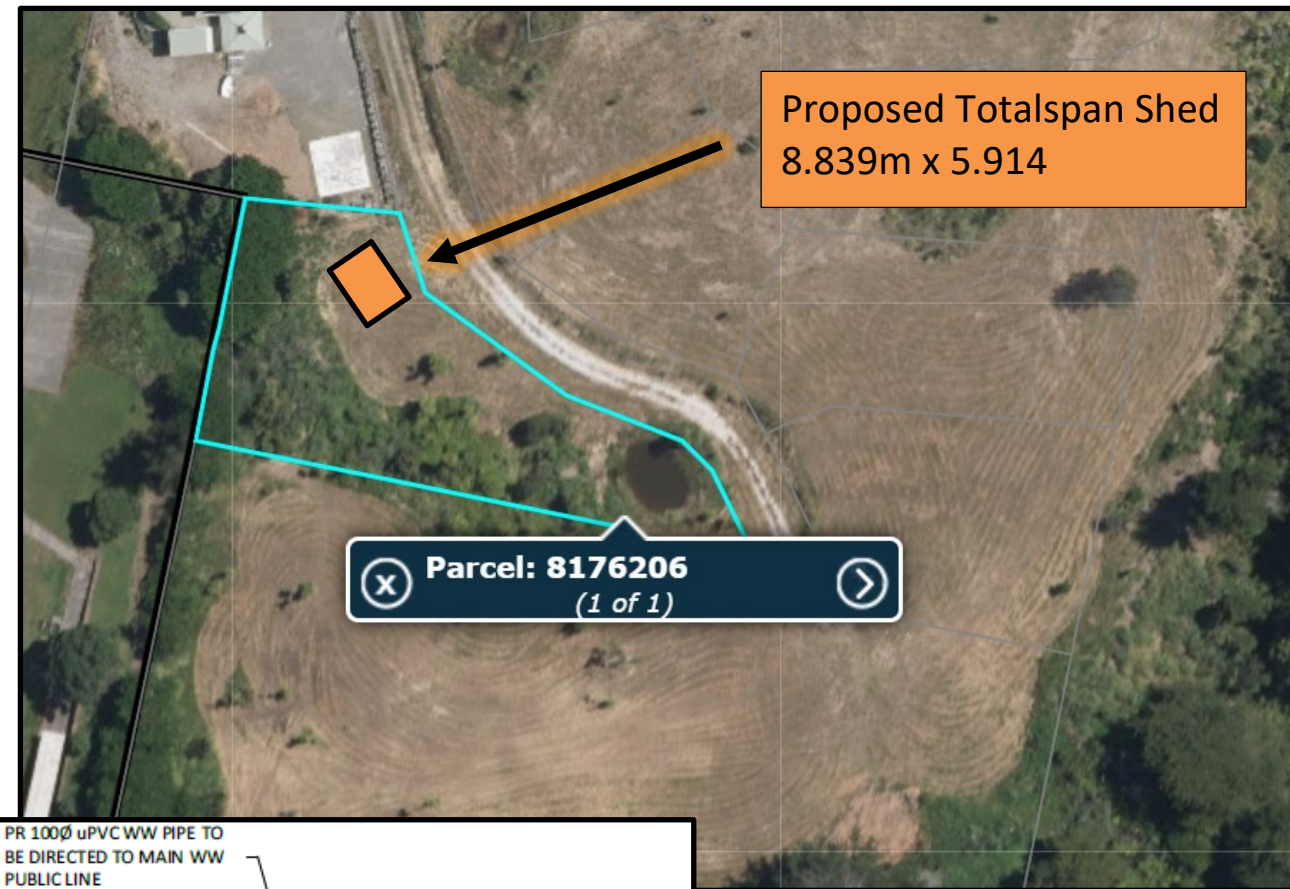 Proposed Totalspan Shed
8.839m x 5.914
x Parcel: 8176206
(1 of 1)
PR 100Ø uPVC WW PIPE TO
BE DIRECTED TO MAIN WW
PUBLIC LINE